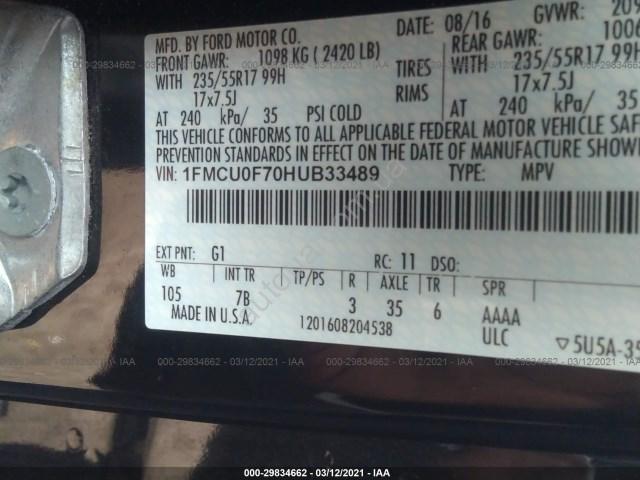 000-29834662 - 03/12/2021 - IAA
MFD. BY FORD MOTOR CO.
DATE: 08/16 GVWR:
FRONT GAWR: 1098 KG ( 2420 LB)
REAR GAWR:
WITH 235/55R17 99H TIRES WITH 235/55R17 99H
17x7.5J RIMS 17x7.5J
AT 240 kPa/ 35 PSI COLD AT 240 kPa/ 35
THIS VEHICLE CONFORMS TO ALL APPLICABLE FEDERAL MOTOR VEHICLE
PREVENTION STANDARDS IN EFFECT ON THE DATE OF MANUFACTURE
VIN: 1FMCU0F70HUB33489 TYPE: MPV
EXT PNT: G1 RC: 11 DSO:
WB INT TR TP/PS R AXLE TR SPR
105 7B 3 35 6 AAAA
MADE IN U.S.A. 1201608204538 ULC
000-29834662 - 03/12/2021 - IAA